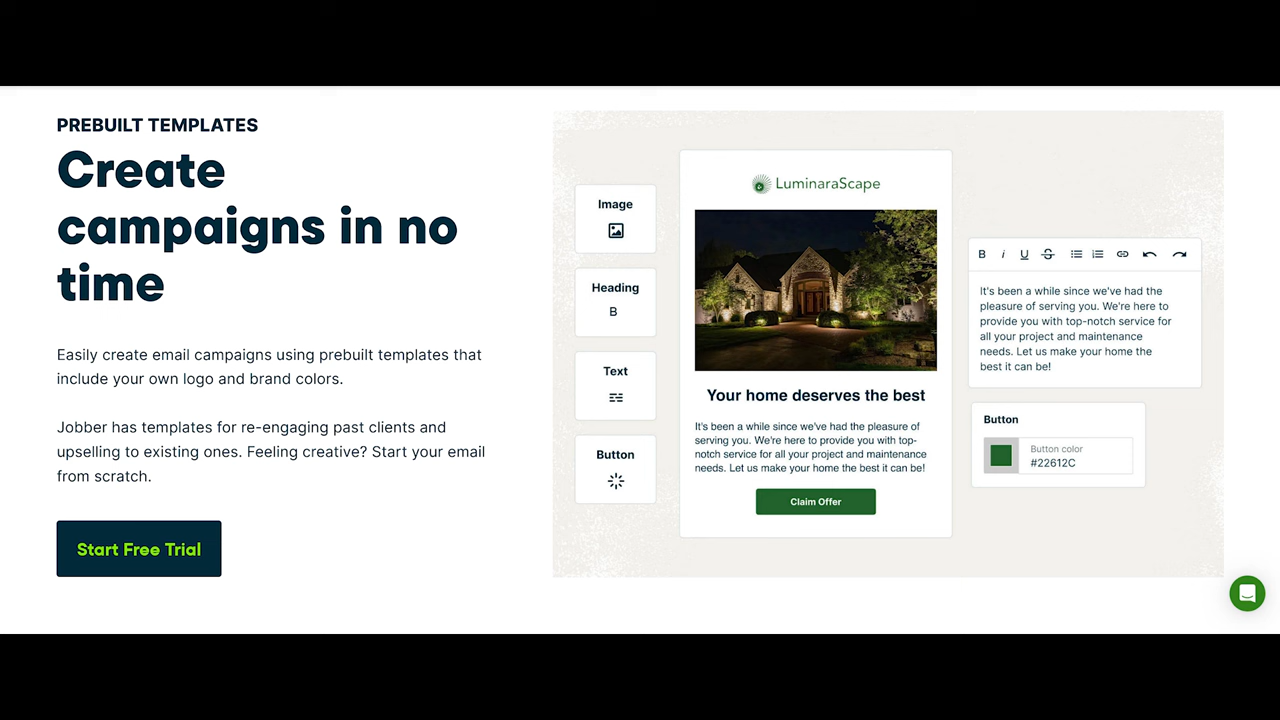 PREBUILT TEMPLATES
Create
campaigns in no
time
Easily create email campaigns using prebuilt templates that
include your own logo and brand colors.
Jobber has templates for re-engaging past clients and
upselling to existing ones. Feeling creative? Start your email
from scratch.
Start Free Trial
Image
Heading
B
Text
Button
LuminaraScape
Your home deserves the best
It's been a while since we've had the pleasure of
serving you. We're here to provide you with top-
notch service for all your project and maintenance
needs. Let us make your home the best it can be!
Claim Offer
B i U S
It's been a while since we've had the
pleasure of serving you. We're here to
provide you with top-notch service for
all your project and maintenance
needs. Let us make your home the
best it can be!
Button
Button color
#22612C